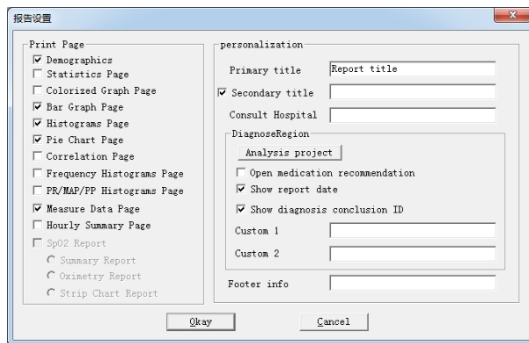 报告设置
Print Page
Demographics
Statistics Page
Colorized Graph Page
Bar Graph Page
Histograms Page
Pie Chart Page
Correlation Page
Frequency Histograms Page
PR/MAP/PP Histograms Page
Measure Data Page
Hourly Summary Page
SpO2 Report
Summary Report
Oximetry Report
Strip Chart Report
personalization
Primary title Report title
Secondary title
Consult Hospital
DiagnoseRegion
Analysis project
Open medication recommendation
Show report date
Show diagnosis conclusion ID
Custom 1
Custom 2
Footer info
Okay Cancel